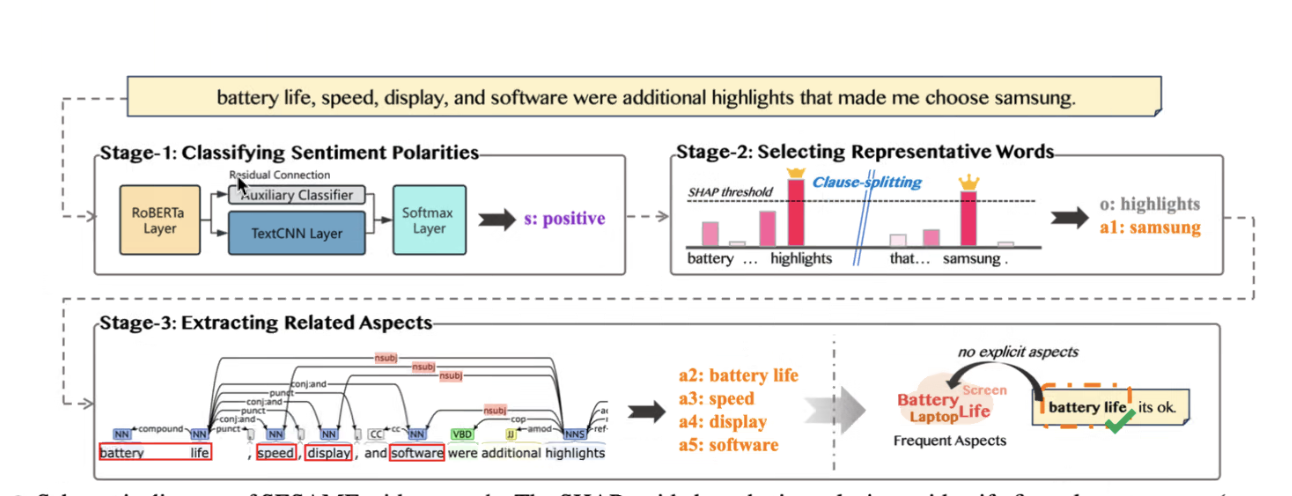 battery life, speed, display, and software were additional highlights that made me choose samsung.
Stage-1: Classifying Sentiment Polarities
Residual Connection
RoBERTa
Layer
Auxiliary Classifier
TextCNN Layer
Softmax
Layer
s: positive
Stage-2: Selecting Representative Words
SHAP threshold
Clause-splitting
battery ... highlights
that... samsung .
o: highlights
a1: samsung
Stage-3: Extracting Related Aspects
nsubj
nsubj
nsubj
conj:and
punct
conj:and
punct
conj:and
punct
compound
cc
nsubj
cop
amod
ref
NN NN NN NN CC NN VBD JJ NNS
battery life , speed , display , and software were additional highlights
a2: battery life
a3: speed
a4: display
a5: software
no explicit aspects
Screen
Battery
Life
Laptop
Frequent Aspects
battery life, its ok.